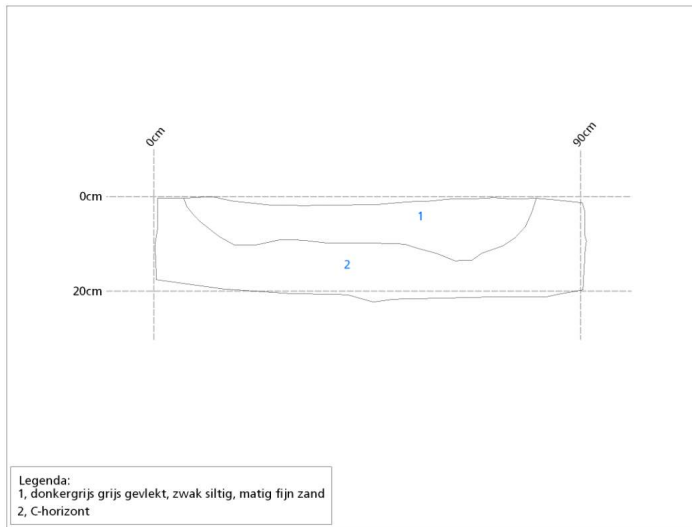 0cm
90cm
0cm
1
2
20cm
Legenda:
1, donkergrijs grijs gevlekt, zwak siltig, matig fijn zand
2, C-horizont